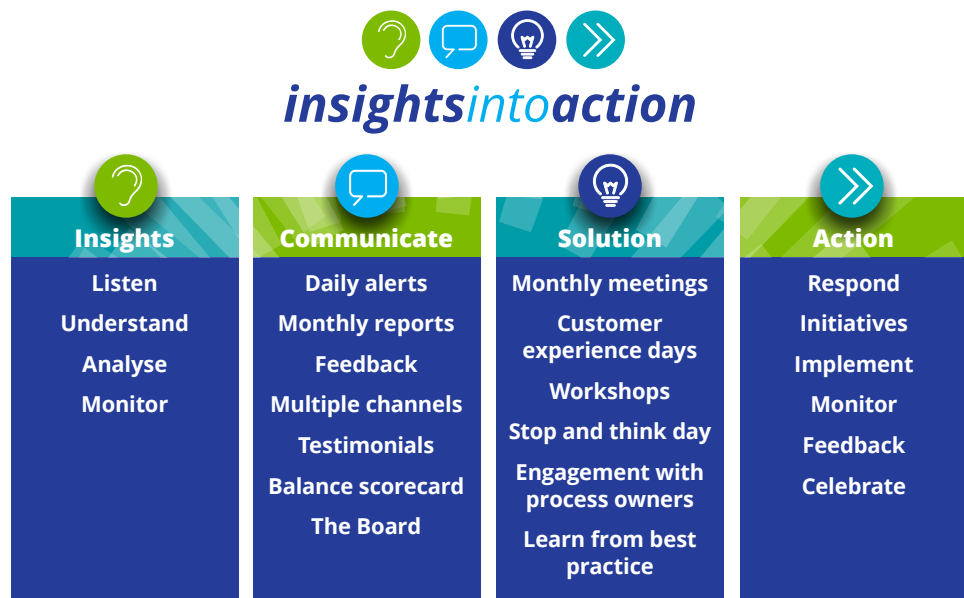 insightsintoaction
Insights
Listen
Understand
Analyse
Monitor
Communicate
Daily alerts
Monthly reports
Feedback
Multiple channels
Testimonials
Balance scorecard
The Board
Solution
Monthly meetings
Customer
experience days
Workshops
Stop and think day
Engagement with
process owners
Learn from best
practice
Action
Respond
Initiatives
Implement
Monitor
Feedback
Celebrate